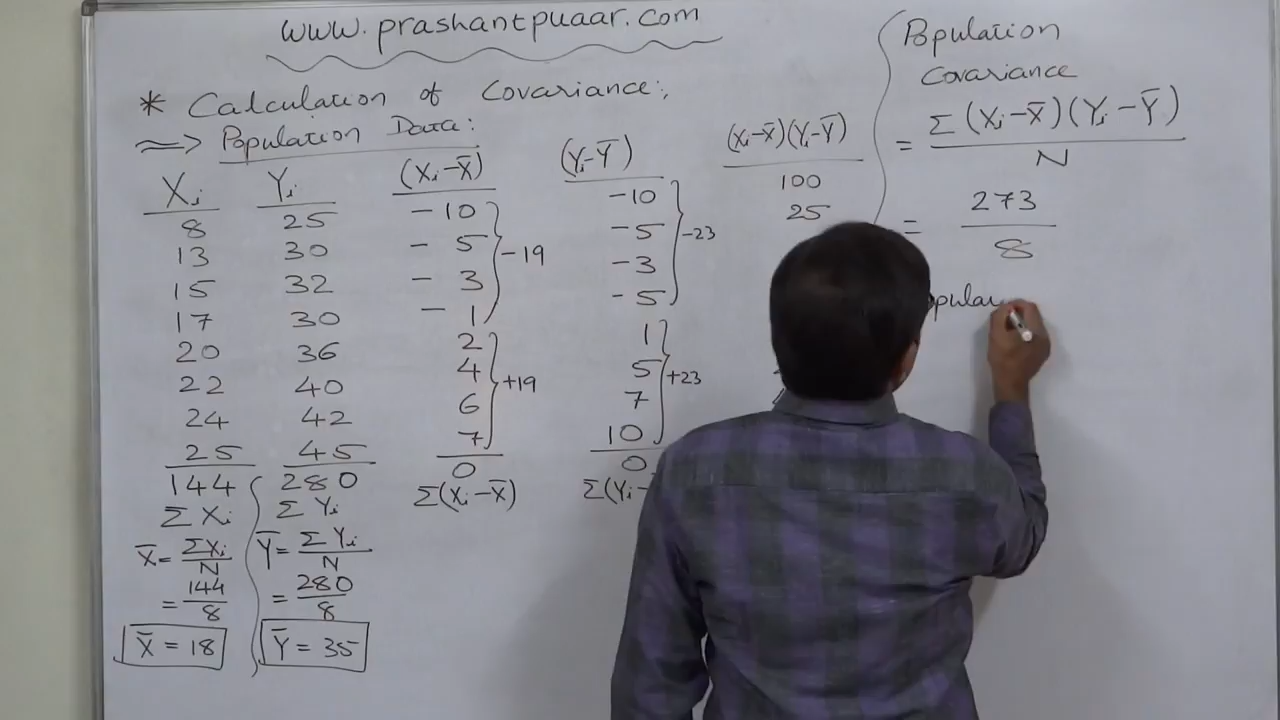 www.prashantpuaar.com
* Calculation of Covariance:,
⇝ Population Data:
Xi Yi (Xi-X̄) (Yi-Ȳ) (Xi-X̄)(Yi-Ȳ)
8 25 -10 -10 100
13 30 -5 -5 25
15 32 -3 -3
17 30 -1 -5
-19 -23
20 36 2 1
22 40 4 5
24 42 6 7
25 45 7 10
+19 +23
144 280 0 0
ΣXi ΣYi Σ(Xi-X̄) Σ(Yi-
X̄ = ΣXi/N Ȳ = ΣYi/N
= 144/8 = 280/8
X̄ = 18 Ȳ = 35
Population
Covariance
= Σ(Xi-X̄)(Yi-Ȳ)
N
= 273
8